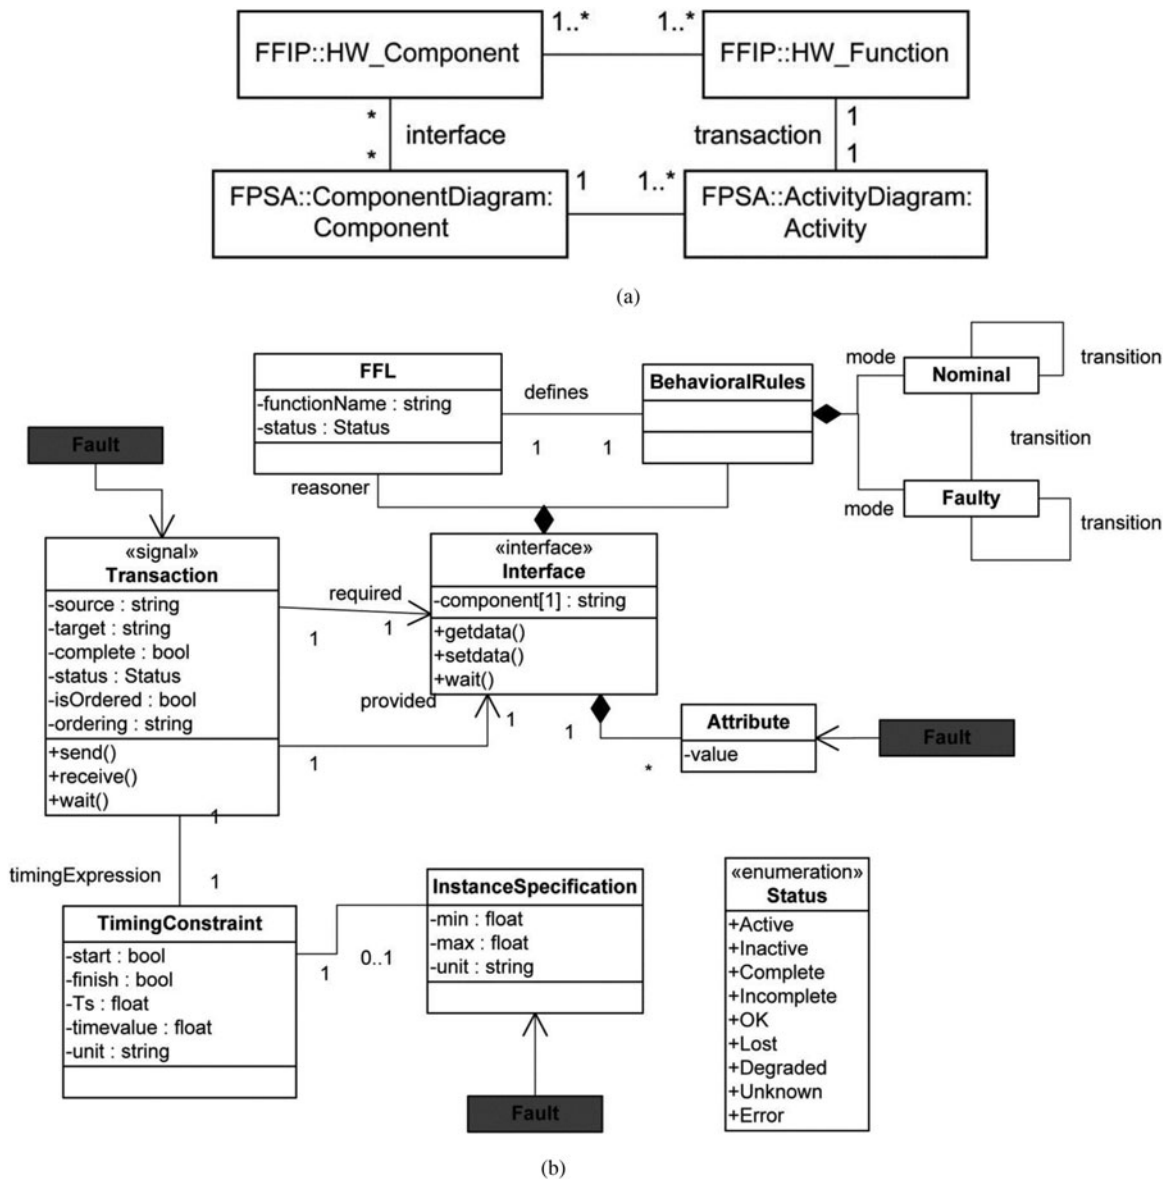 1..*
1..*
FFIP::HW_Component
FFIP::HW_Function
*
interface
transaction
1
*
1
FPSA::ComponentDiagram:
Component
1
1..*
FPSA::ActivityDiagram:
Activity
(a)
FFL
-functionName : string
-status : Status
defines
1
1
BehavioralRules
mode
Nominal
transition
transition
mode
Faulty
transition
Fault
reasoner
«signal»
Transaction
-source : string
-target : string
-complete : bool
-status : Status
-isOrdered : bool
-ordering : string
+send()
+receive()
+wait()
required
1
1
«interface»
Interface
-component[1] : string
+getdata()
+setdata()
+wait()
provided
1
1
1
*
Attribute
-value
Fault
1
timingExpression
1
TimingConstraint
-start : bool
-finish : bool
-Ts : float
-timevalue : float
-unit : string
1
0..1
InstanceSpecification
-min : float
-max : float
-unit : string
Fault
«enumeration»
Status
+Active
+Inactive
+Complete
+Incomplete
+OK
+Lost
+Degraded
+Unknown
+Error
(b)